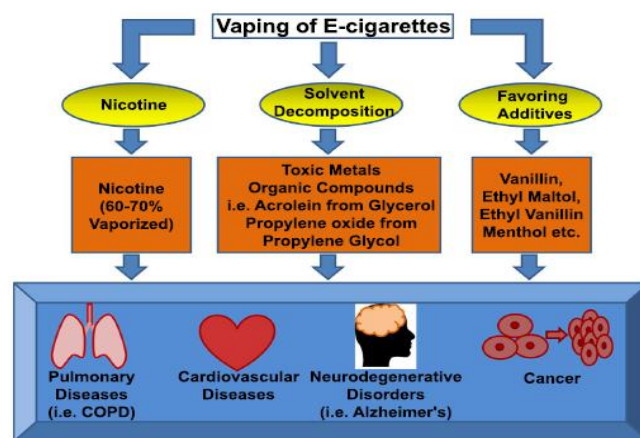 Vaping of E-cigarettes
Nicotine
Solvent
Decomposition
Favoring
Additives
Nicotine
(60-70%
Vaporized)
Toxic Metals
Organic Compounds
i.e. Acrolein from Glycerol
Propylene oxide from
Propylene Glycol
Vanillin,
Ethyl Maltol,
Ethyl Vanillin
Menthol etc.
Pulmonary
Diseases
(i.e. COPD)
Cardiovascular
Diseases
Neurodegenerative
Disorders
(i.e. Alzheimer's)
Cancer